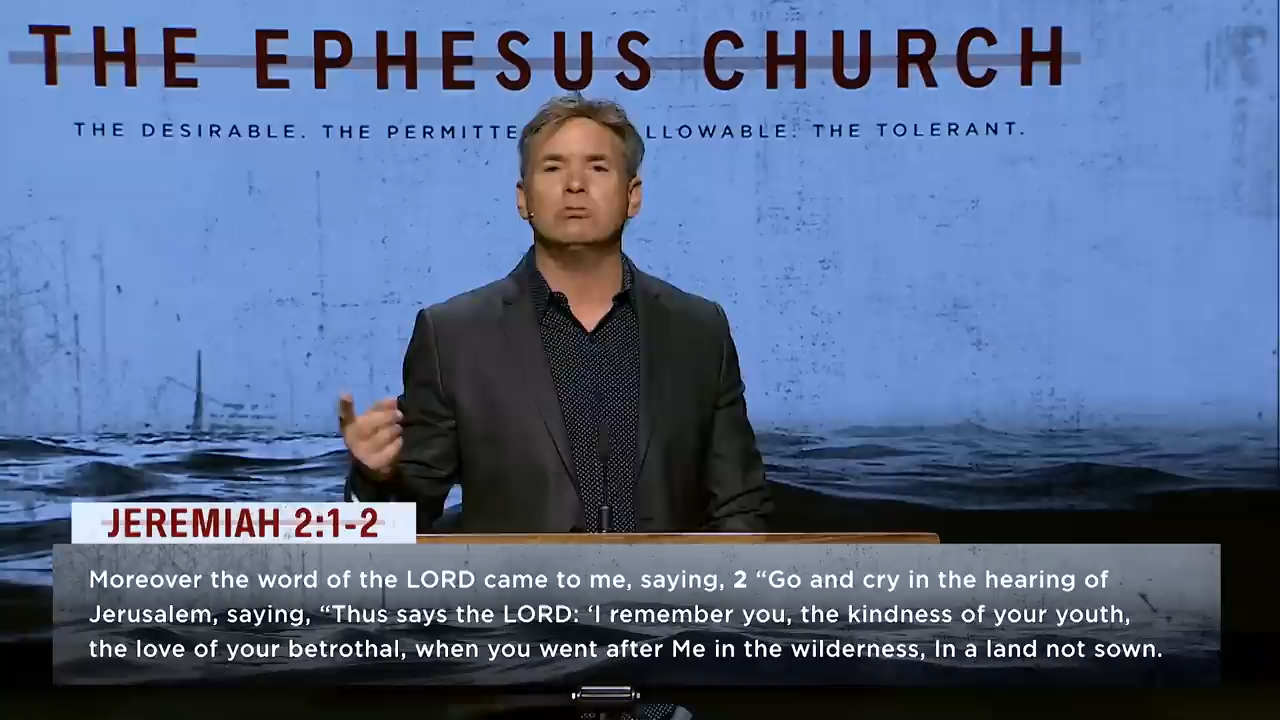 THE EPHESUS CHURCH
THE DESIRABLE. THE PERMITTE LLOWABLE. THE TOLERANT.
JEREMIAH 2:1-2
Moreover the word of the LORD came to me, saying, 2 “Go and cry in the hearing of
Jerusalem, saying, “Thus says the LORD: ‘I remember you, the kindness of your youth,
the love of your betrothal, when you went after Me in the wilderness, In a land not sown.